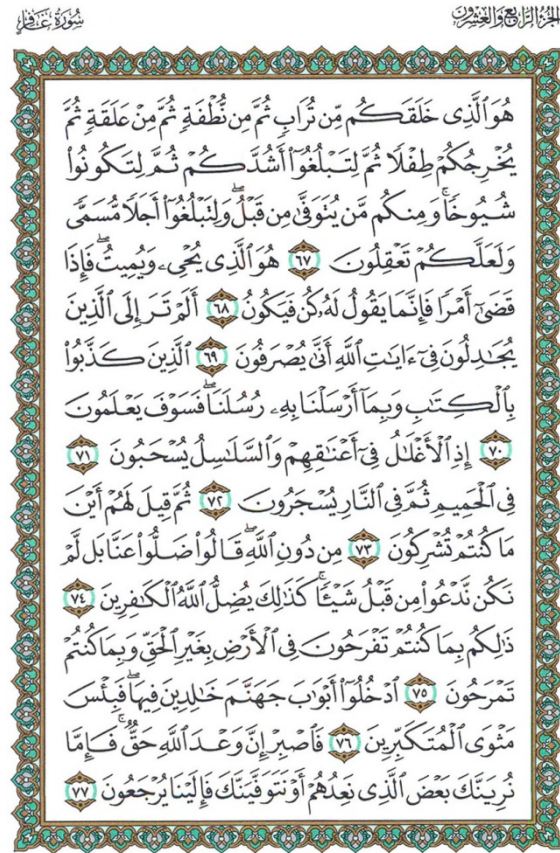 الجزء الرابع والعشرون
سورة غافر
هُوَ ٱلَّذِى خَلَقَكُم مِّن تُرَابٍ ثُمَّ مِن نُّطْفَةٍ ثُمَّ مِنْ عَلَقَةٍ ثُمَّ
يُخْرِجُكُمْ طِفْلًا ثُمَّ لِتَبْلُغُوٓا۟ أَشُدَّكُمْ ثُمَّ لِتَكُونُوا۟
شُيُوخًا ۚ وَمِنكُم مَّن يُتَوَفَّىٰ مِن قَبْلُ ۖ وَلِتَبْلُغُوٓا۟ أَجَلًا مُّسَمًّى
وَلَعَلَّكُمْ تَعْقِلُونَ ٦٧ هُوَ ٱلَّذِى يُحْىِۦ وَيُمِيتُ ۖ فَإِذَا
قَضَىٰٓ أَمْرًا فَإِنَّمَا يَقُولُ لَهُۥ كُن فَيَكُونُ ٦٨ أَلَمْ تَرَ إِلَى ٱلَّذِينَ
يُجَٰدِلُونَ فِىٓ ءَايَٰتِ ٱللَّهِ أَنَّىٰ يُصْرَفُونَ ٦٩ ٱلَّذِينَ كَذَّبُوا۟
بِٱلْكِتَٰبِ وَبِمَآ أَرْسَلْنَا بِهِۦ رُسُلَنَا ۖ فَسَوْفَ يَعْلَمُونَ
٧٠ إِذِ ٱلْأَغْلَٰلُ فِىٓ أَعْنَٰقِهِمْ وَٱلسَّلَٰسِلُ يُسْحَبُونَ ٧١
فِى ٱلْحَمِيمِ ثُمَّ فِى ٱلنَّارِ يُسْجَرُونَ ٧٢ ثُمَّ قِيلَ لَهُمْ أَيْنَ
مَا كُنتُمْ تُشْرِكُونَ ٧٣ مِن دُونِ ٱللَّهِ ۖ قَالُوا۟ ضَلُّوا۟ عَنَّا بَل لَّمْ
نَكُن نَّدْعُوا۟ مِن قَبْلُ شَيْـًٔا ۚ كَذَٰلِكَ يُضِلُّ ٱللَّهُ ٱلْكَٰفِرِينَ ٧٤
ذَٰلِكُم بِمَا كُنتُمْ تَفْرَحُونَ فِى ٱلْأَرْضِ بِغَيْرِ ٱلْحَقِّ وَبِمَا كُنتُمْ
تَمْرَحُونَ ٧٥ ٱدْخُلُوٓا۟ أَبْوَٰبَ جَهَنَّمَ خَٰلِدِينَ فِيهَا ۖ فَبِئْسَ
مَثْوَى ٱلْمُتَكَبِّرِينَ ٧٦ فَٱصْبِرْ إِنَّ وَعْدَ ٱللَّهِ حَقٌّ ۚ فَإِمَّا
نُرِيَنَّكَ بَعْضَ ٱلَّذِى نَعِدُهُمْ أَوْ نَتَوَفَّيَنَّكَ فَإِلَيْنَا يُرْجَعُونَ ٧٧